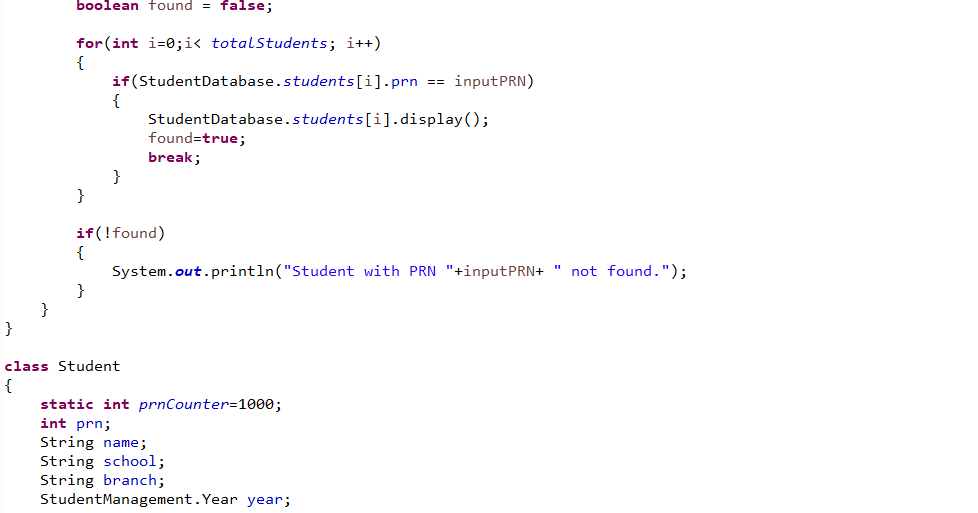 boolean found = false;
for(int i=0;i< totalStudents; i++)
{
if(StudentDatabase.students[i].prn == inputPRN)
{
StudentDatabase.students[i].display();
found=true;
break;
}
}
if(!found)
{
System.out.println("Student with PRN "+inputPRN+ " not found.");
}
}
}
class Student
{
static int prnCounter=1000;
int prn;
String name;
String school;
String branch;
StudentManagement.Year year;